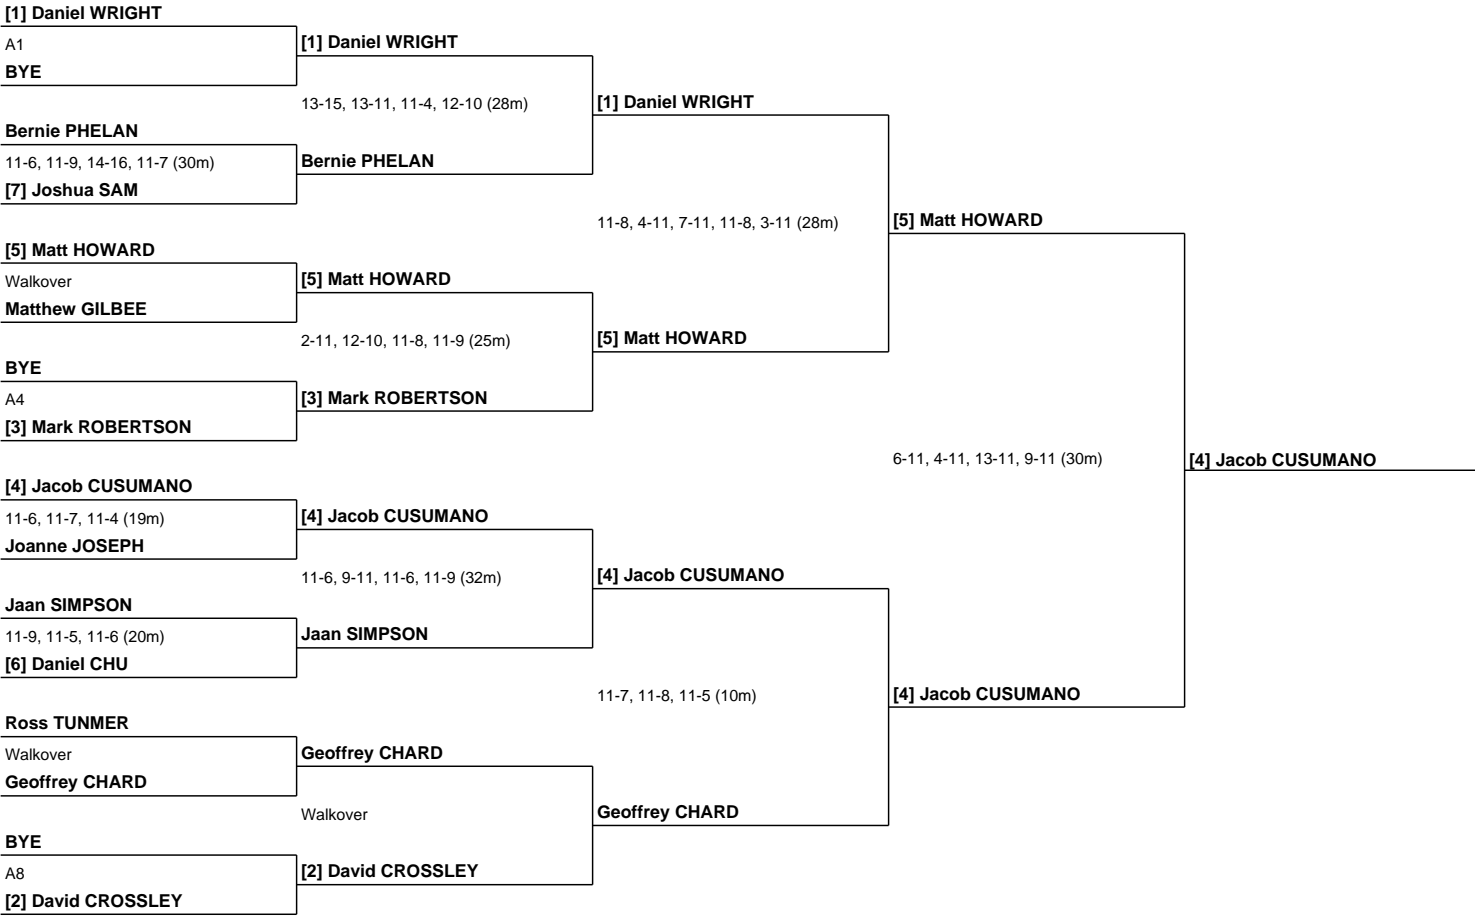 [1] Daniel WRIGHT
A1
BYE
Bernie PHELAN
11-6, 11-9, 14-16, 11-7 (30m)
[7] Joshua SAM
[5] Matt HOWARD
Walkover
Matthew GILBEE
BYE
A4
[3] Mark ROBERTSON
[4] Jacob CUSUMANO
11-6, 11-7, 11-4 (19m)
Joanne JOSEPH
Jaan SIMPSON
11-9, 11-5, 11-6 (20m)
[6] Daniel CHU
Ross TUNMER
Walkover
Geoffrey CHARD
BYE
A8
[2] David CROSSLEY
[1] Daniel WRIGHT
13-15, 13-11, 11-4, 12-10 (28m)
Bernie PHELAN
[5] Matt HOWARD
2-11, 12-10, 11-8, 11-9 (25m)
[3] Mark ROBERTSON
[4] Jacob CUSUMANO
11-6, 9-11, 11-6, 11-9 (32m)
Jaan SIMPSON
Geoffrey CHARD
Walkover
[2] David CROSSLEY
[1] Daniel WRIGHT
11-8, 4-11, 7-11, 11-8, 3-11 (28m)
[5] Matt HOWARD
[4] Jacob CUSUMANO
11-7, 11-8, 11-5 (10m)
Geoffrey CHARD
[5] Matt HOWARD
6-11, 4-11, 13-11, 9-11 (30m)
[4] Jacob CUSUMANO
[4] Jacob CUSUMANO